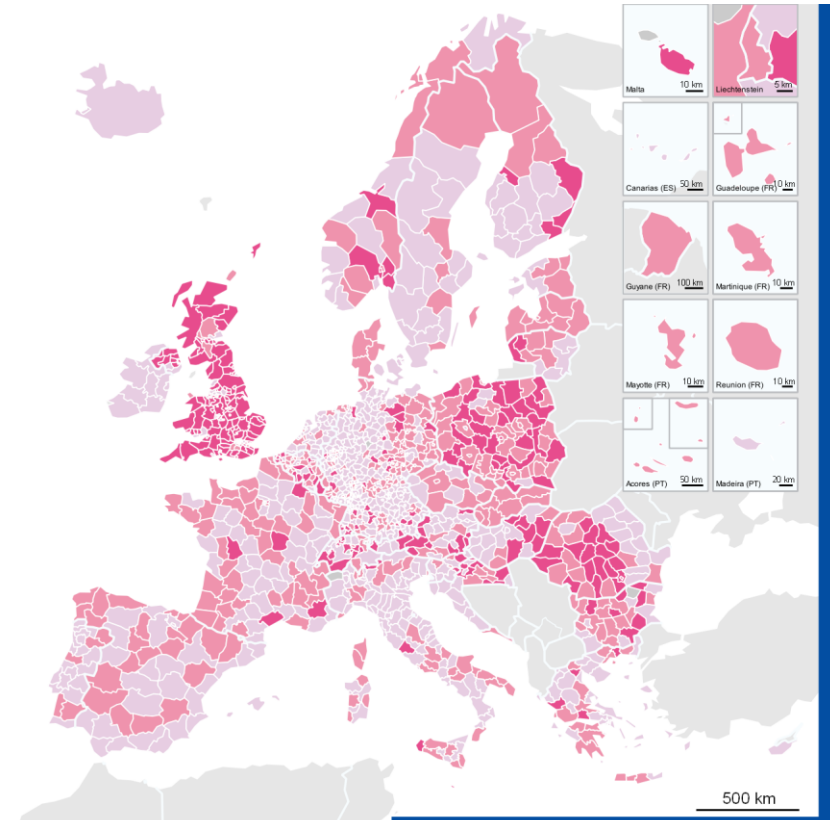 Malta 10 km
Liechtenstein 5 km
Canarias (ES) 50 km
Guadeloupe (FR) 10 km
Guyane (FR) 100 km
Martinique (FR) 10 km
Mayotte (FR) 10 km
Reunion (FR) 10 km
Acores (PT) 50 km
Madeira (PT) 20 km
500 km